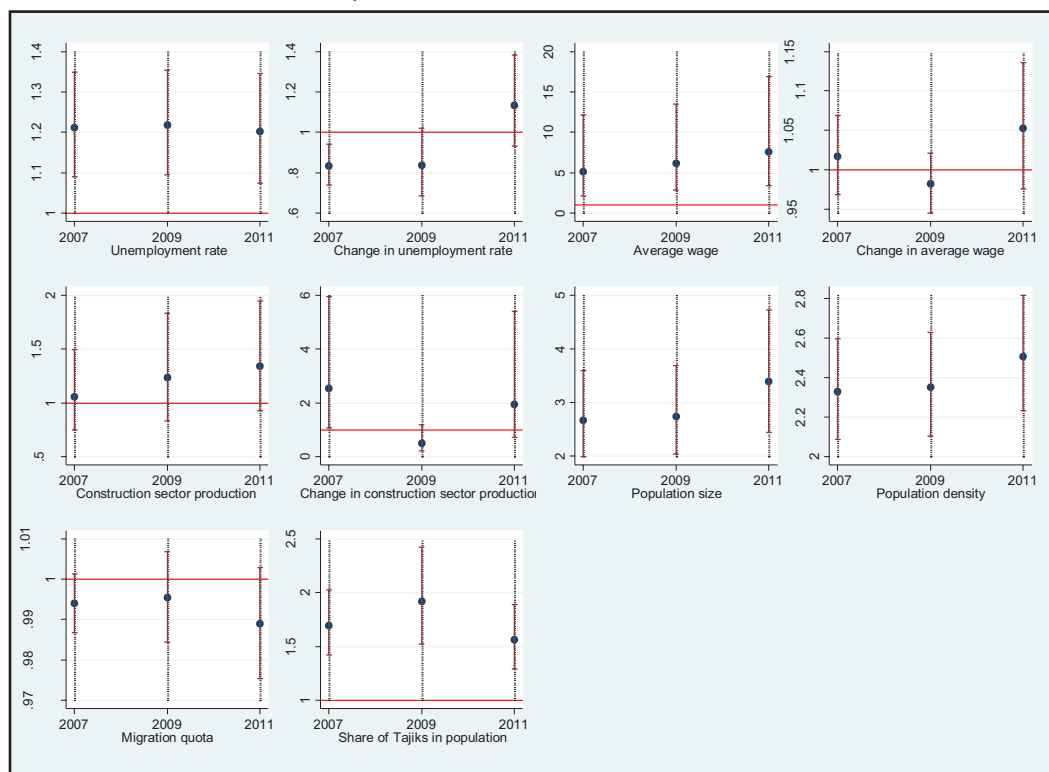 1 1.1 1.2 1.3 1.4
2007 2009 2011
Unemployment rate
.6 .8 1 1.2 1.4
2007 2009 2011
Change in unemployment rate
0 5 10 15 20
2007 2009 2011
Average wage
.95 1 1.05 1.1 1.15
2007 2009 2011
Change in average wage
.5 1 1.5 2
2007 2009 2011
Construction sector production
0 2 4 6
2007 2009 2011
Change in construction sector production
2 3 4 5
2007 2009 2011
Population size
2 2.2 2.4 2.6 2.8
2007 2009 2011
Population density
.97 .98 .99 1 1.01
2007 2009 2011
Migration quota
1 1.5 2 2.5
2007 2009 2011
Share of Tajiks in population